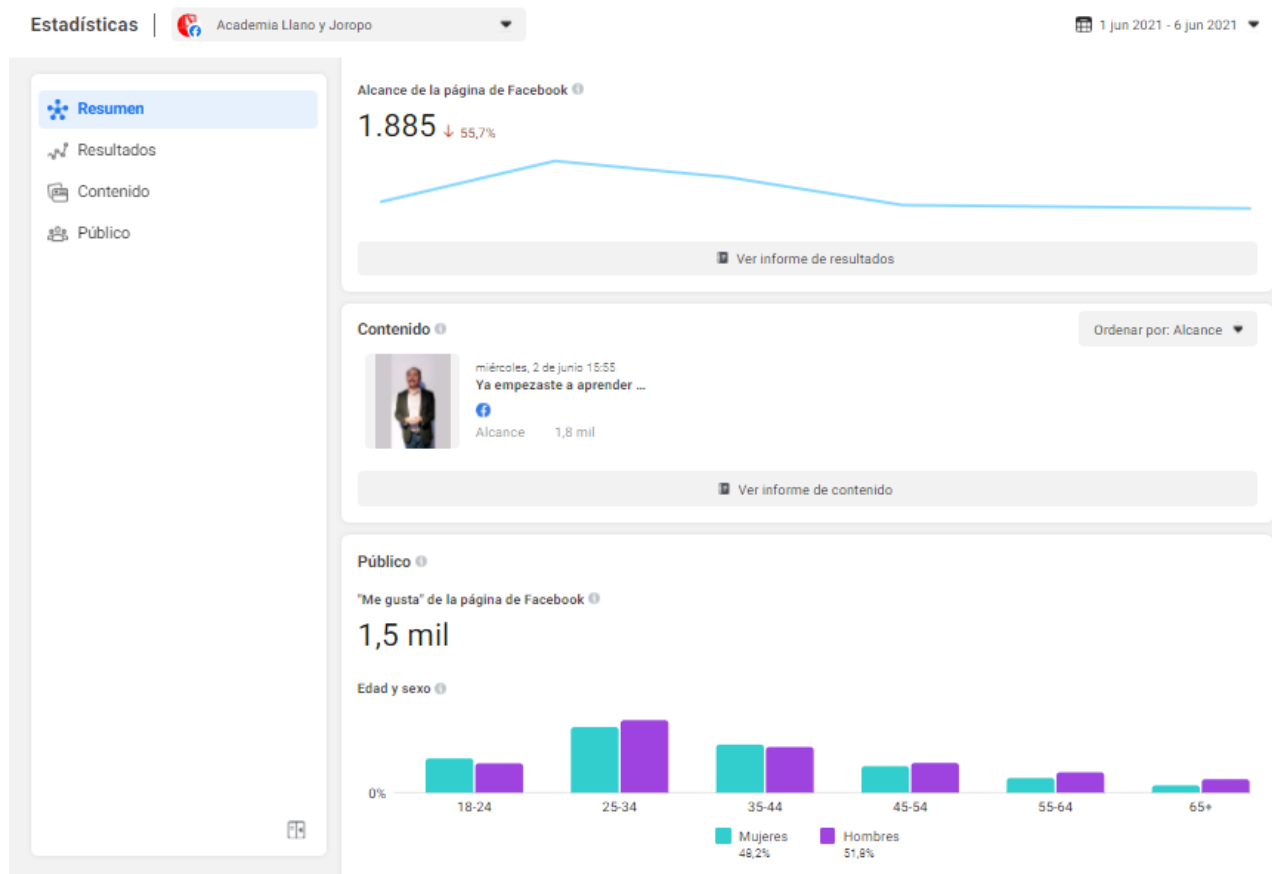 Estadísticas
Academia Llano y Joropo
1 jun 2021 - 6 jun 2021
Resumen
Resultados
Contenido
Público
Alcance de la página de Facebook
1.885 ↓ 55,7%
Ver informe de resultados
Contenido
Ordenar por: Alcance
miércoles, 2 de junio 15:55
Ya empezaste a aprender ...
Alcance 1,8 mil
Ver informe de contenido
Público
"Me gusta" de la página de Facebook
1,5 mil
Edad y sexo
0%
18-24 25-34 35-44 45-54 55-64 65+
Mujeres Hombres
48,2% 51,8%